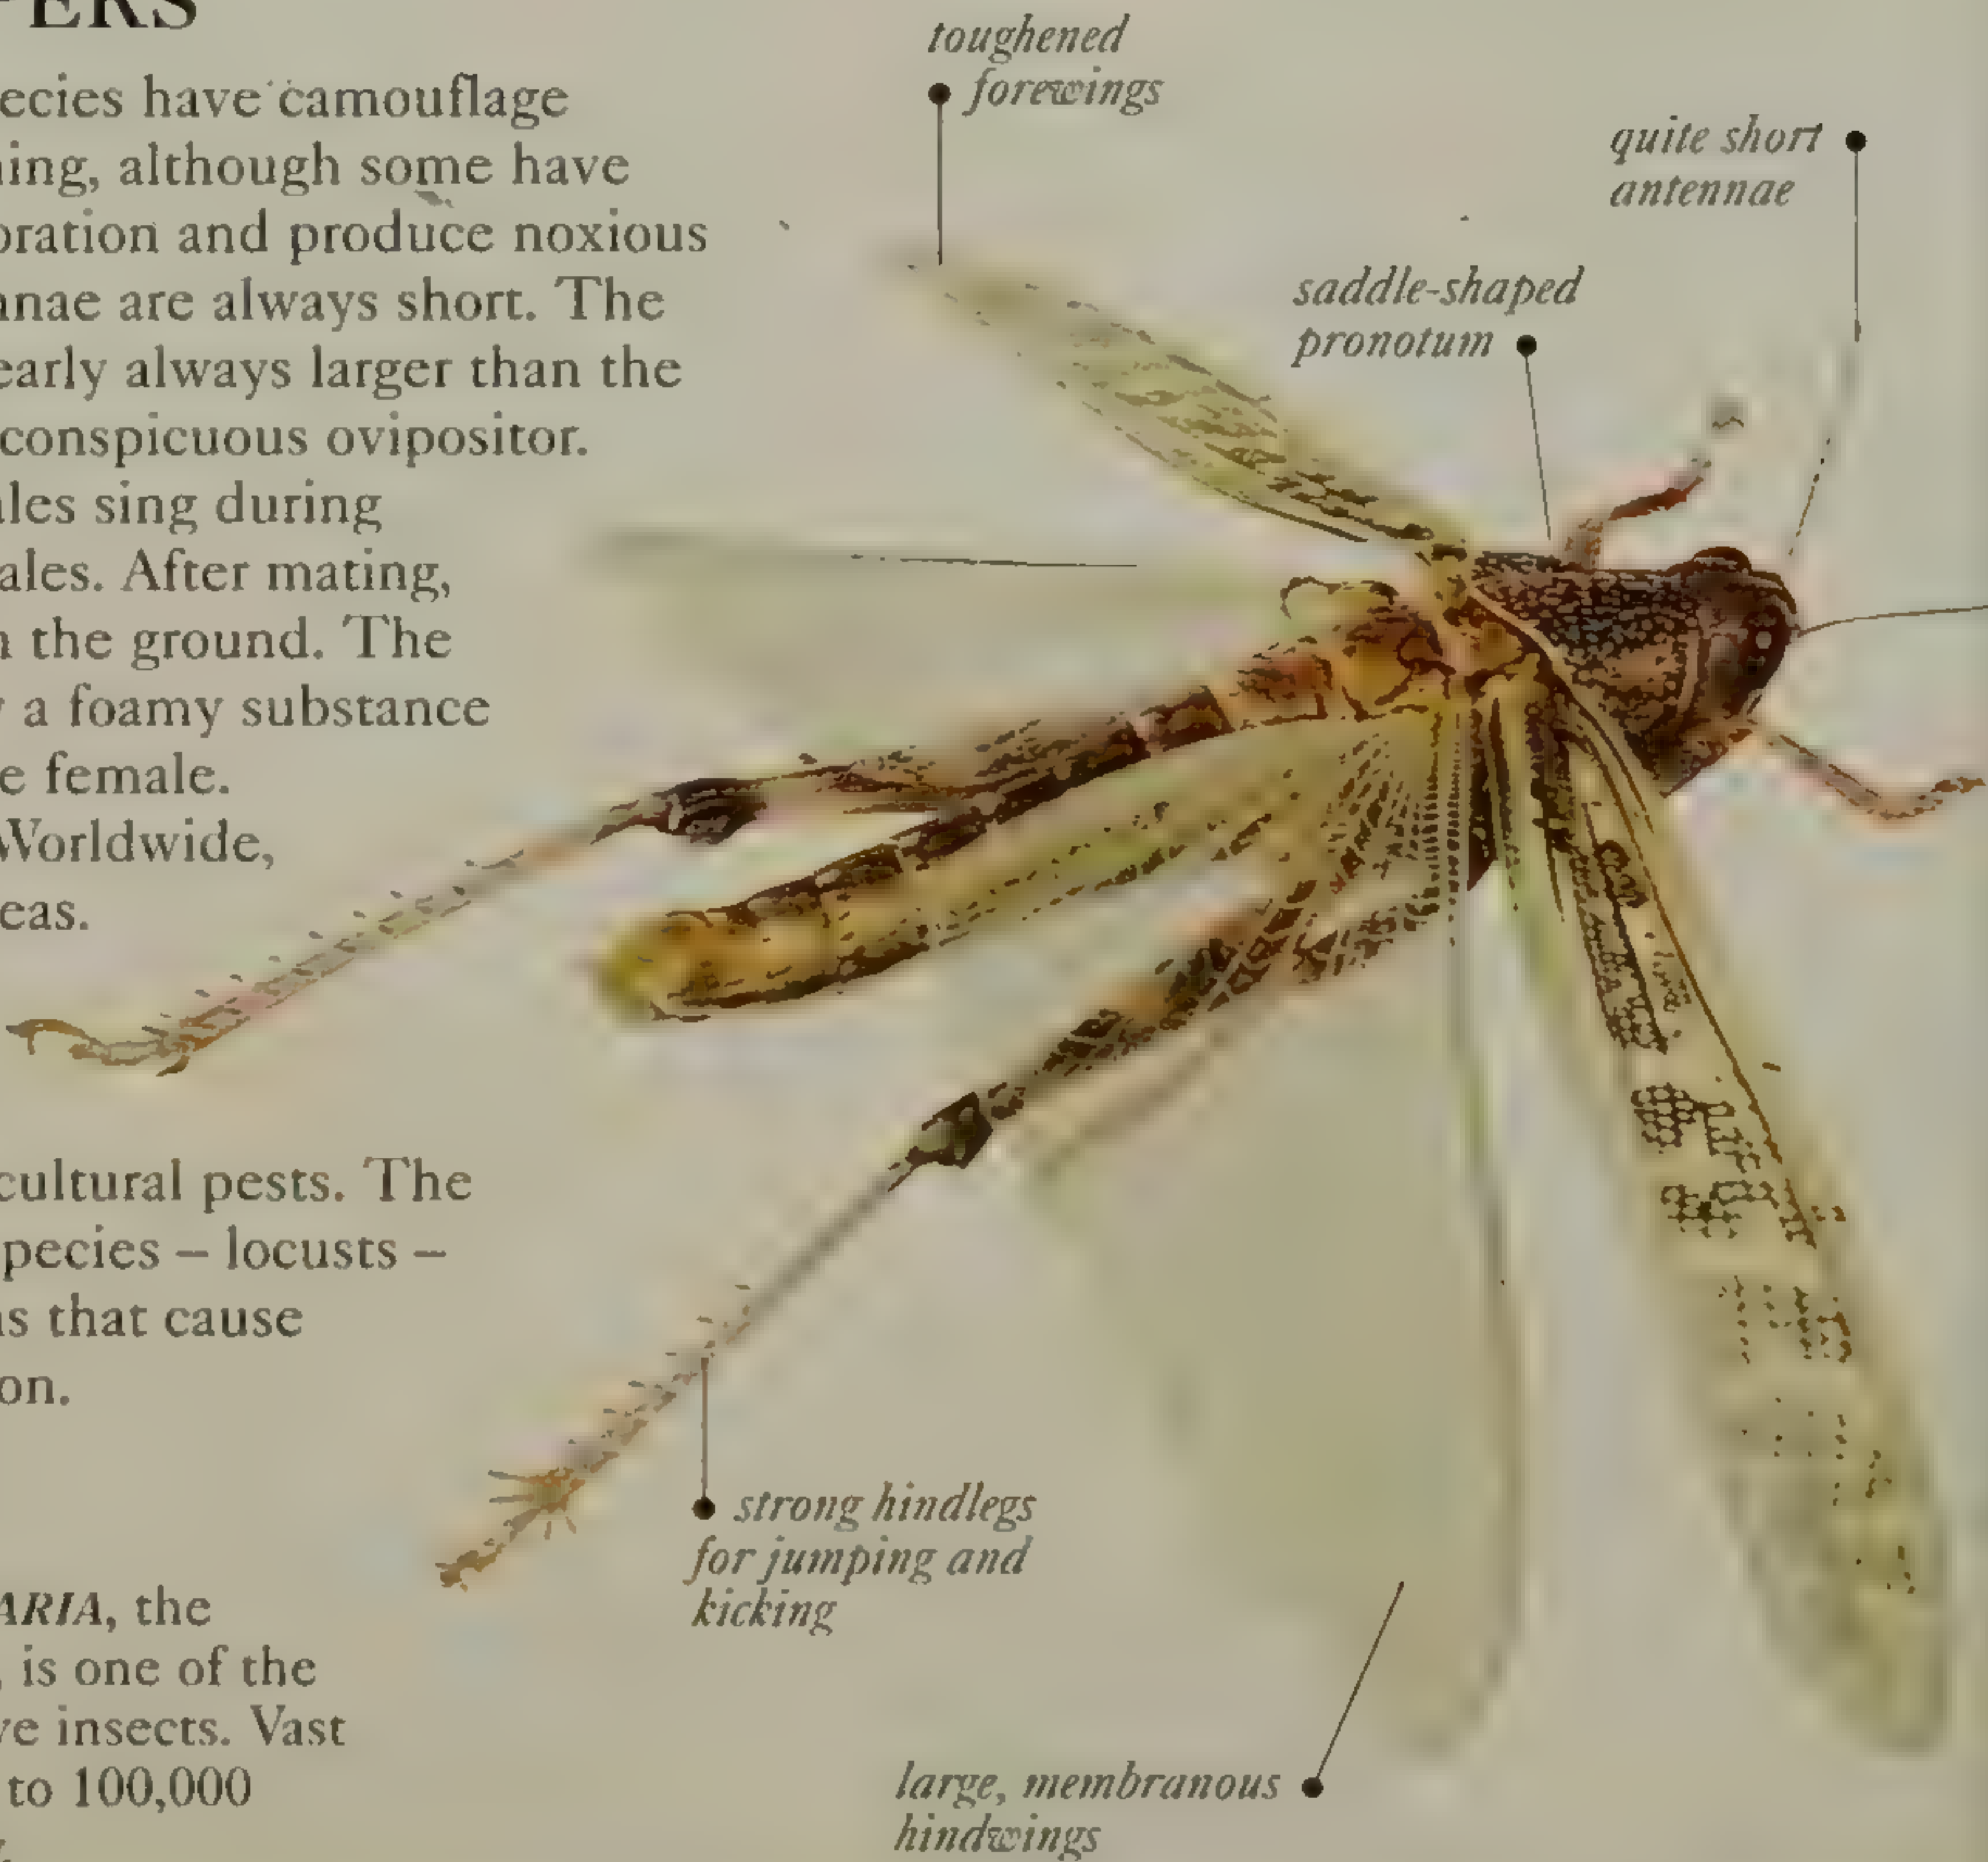 FERS
ecies have camouflage
ing, although some have
oration and produce noxious
nnae are always short. The
early always larger than the
conspicuous ovipositor.
ales sing during
ales. After mating,
the ground. The
a foamy substance
e female.
Worldwide,
eas.
cultural pests. The
pecies – locusts –
s that cause
on.
ARIA, the
, is one of the
ve insects. Vast
to 100,000
toughened
forewings
quite short
antennae
saddle-shaped
pronotum
strong hindlegs
for jumping and
kicking
large, membranous
hindwings